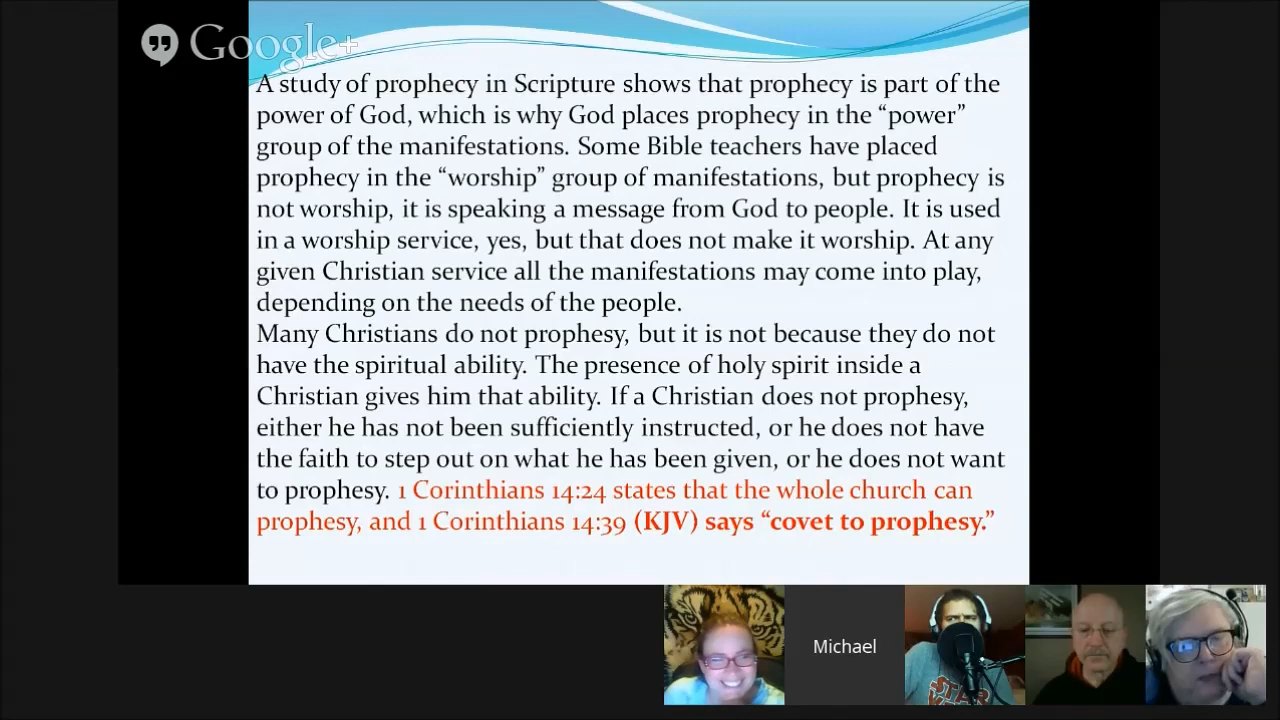 Google+
A study of prophecy in Scripture shows that prophecy is part of the
power of God, which is why God places prophecy in the “power”
group of the manifestations. Some Bible teachers have placed
prophecy in the “worship” group of manifestations, but prophecy is
not worship, it is speaking a message from God to people. It is used
in a worship service, yes, but that does not make it worship. At any
given Christian service all the manifestations may come into play,
depending on the needs of the people.
Many Christians do not prophesy, but it is not because they do not
have the spiritual ability. The presence of holy spirit inside a
Christian gives him that ability. If a Christian does not prophesy,
either he has not been sufficiently instructed, or he does not have
the faith to step out on what he has been given, or he does not want
to prophesy. 1 Corinthians 14:24 states that the whole church can
prophesy, and 1 Corinthians 14:39 (KJV) says “covet to prophesy.”
Michael
STAR